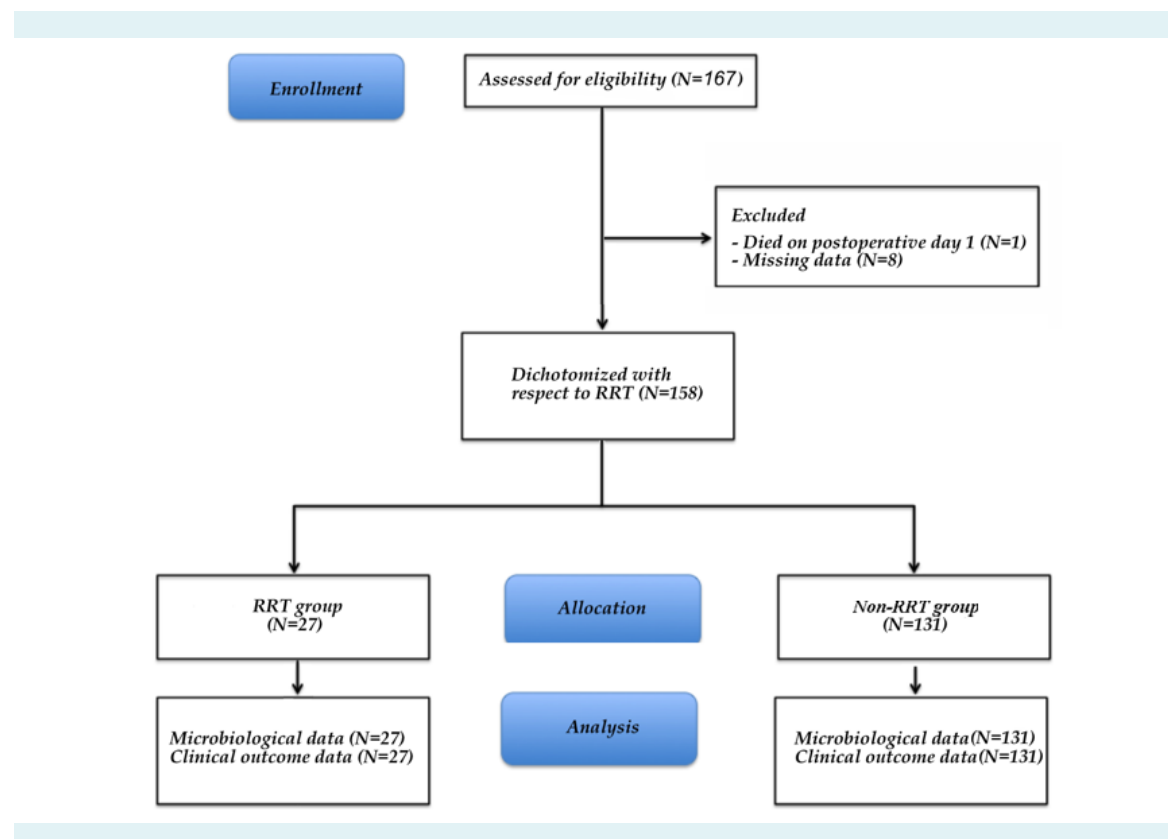 Enrollment
Assessed for eligibility (N=167)
Excluded
- Died on postoperative day 1 (N=1)
- Missing data (N=8)
Dichotomized with
respect to RRT (N=158)
RRT group
(N=27)
Allocation
Non-RRT group
(N=131)
Microbiological data (N=27)
Clinical outcome data (N=27)
Analysis
Microbiological data(N=131)
Clinical outcome data(N=131)